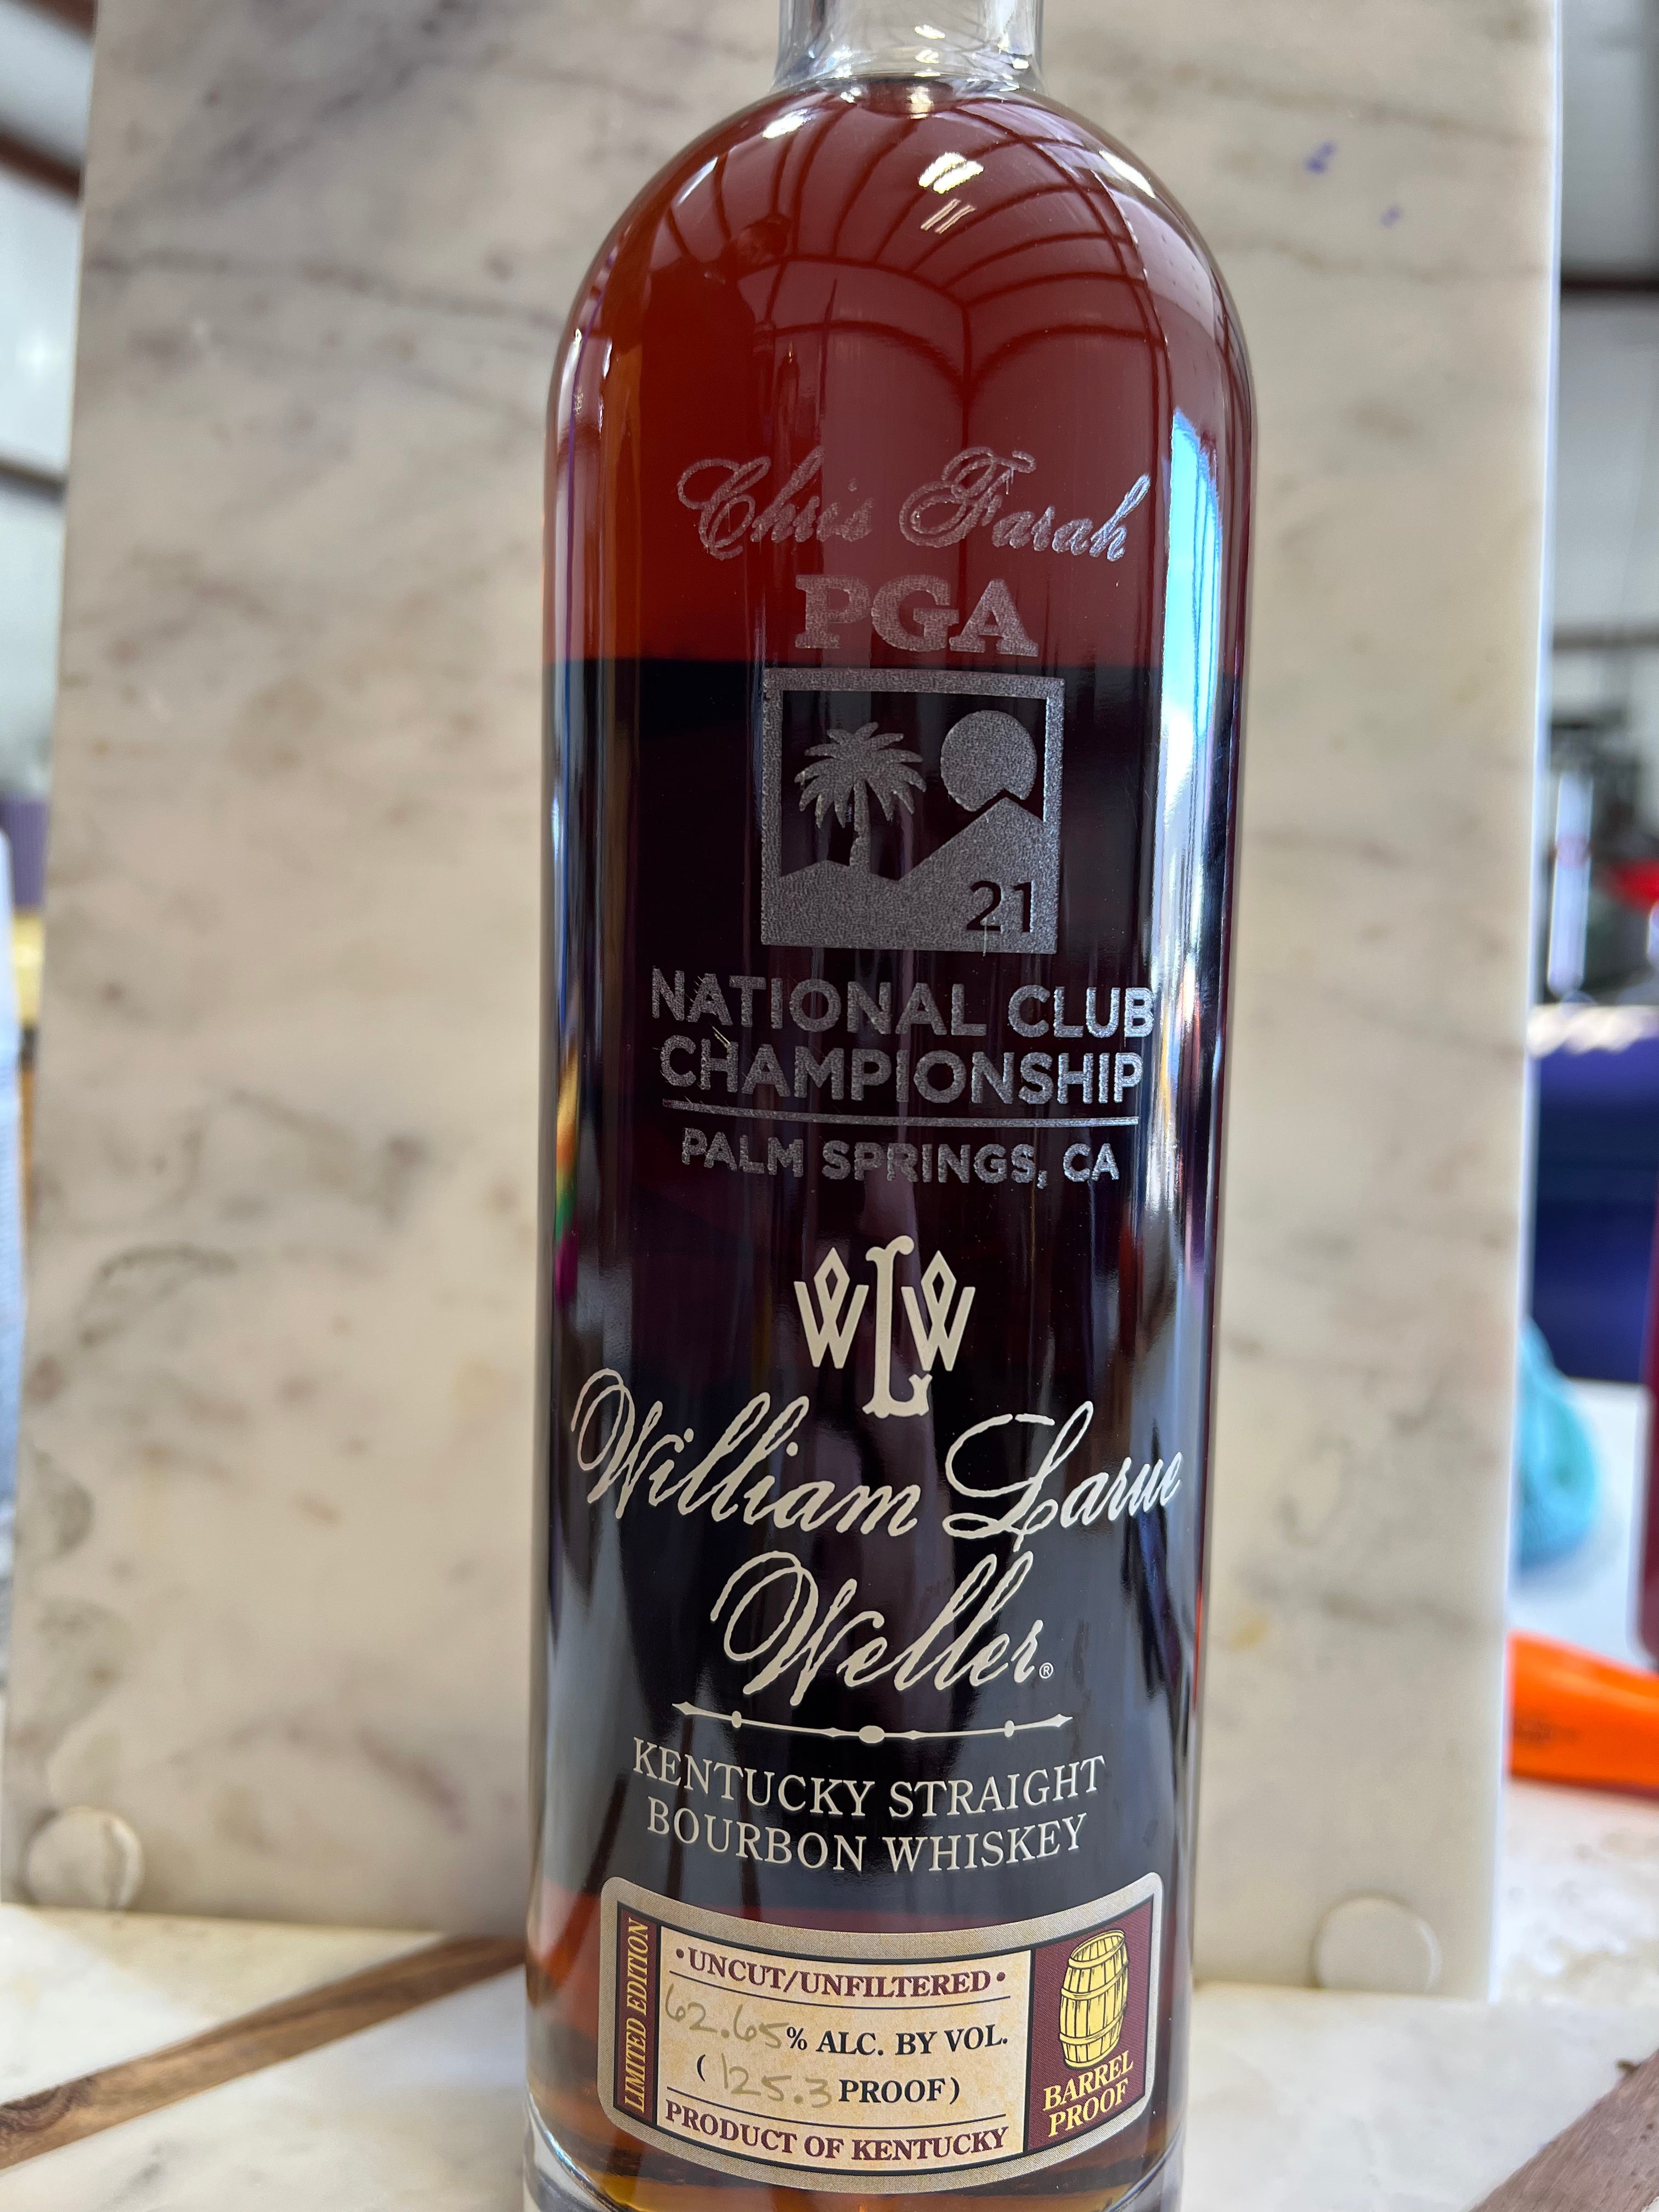 Chris Farah
PGA
21
NATIONAL CLUB
CHAMPIONSHIP
PALM SPRINGS, CA
WLW
William Larue
Weller®
KENTUCKY STRAIGHT
BOURBON WHISKEY
LIMITED EDITION
•UNCUT/UNFILTERED•
62.65% ALC. BY VOL.
(125.3 PROOF)
PRODUCT OF KENTUCKY
BARREL
PROOF